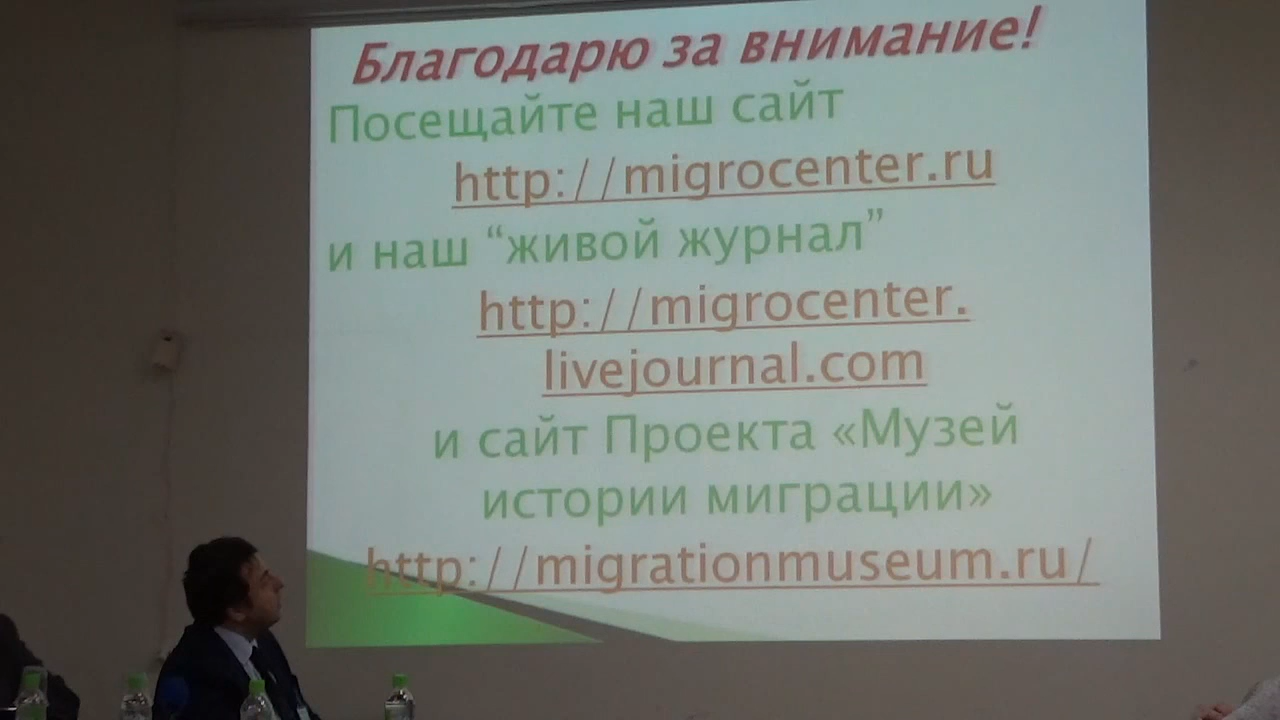 Благодарю за внимание!
Посещайте наш сайт
http://migrocenter.ru
и наш “живой журнал”
http://migrocenter.
livejournal.com
и сайт Проекта «Музей
истории миграции»
http://migrationmuseum.ru/